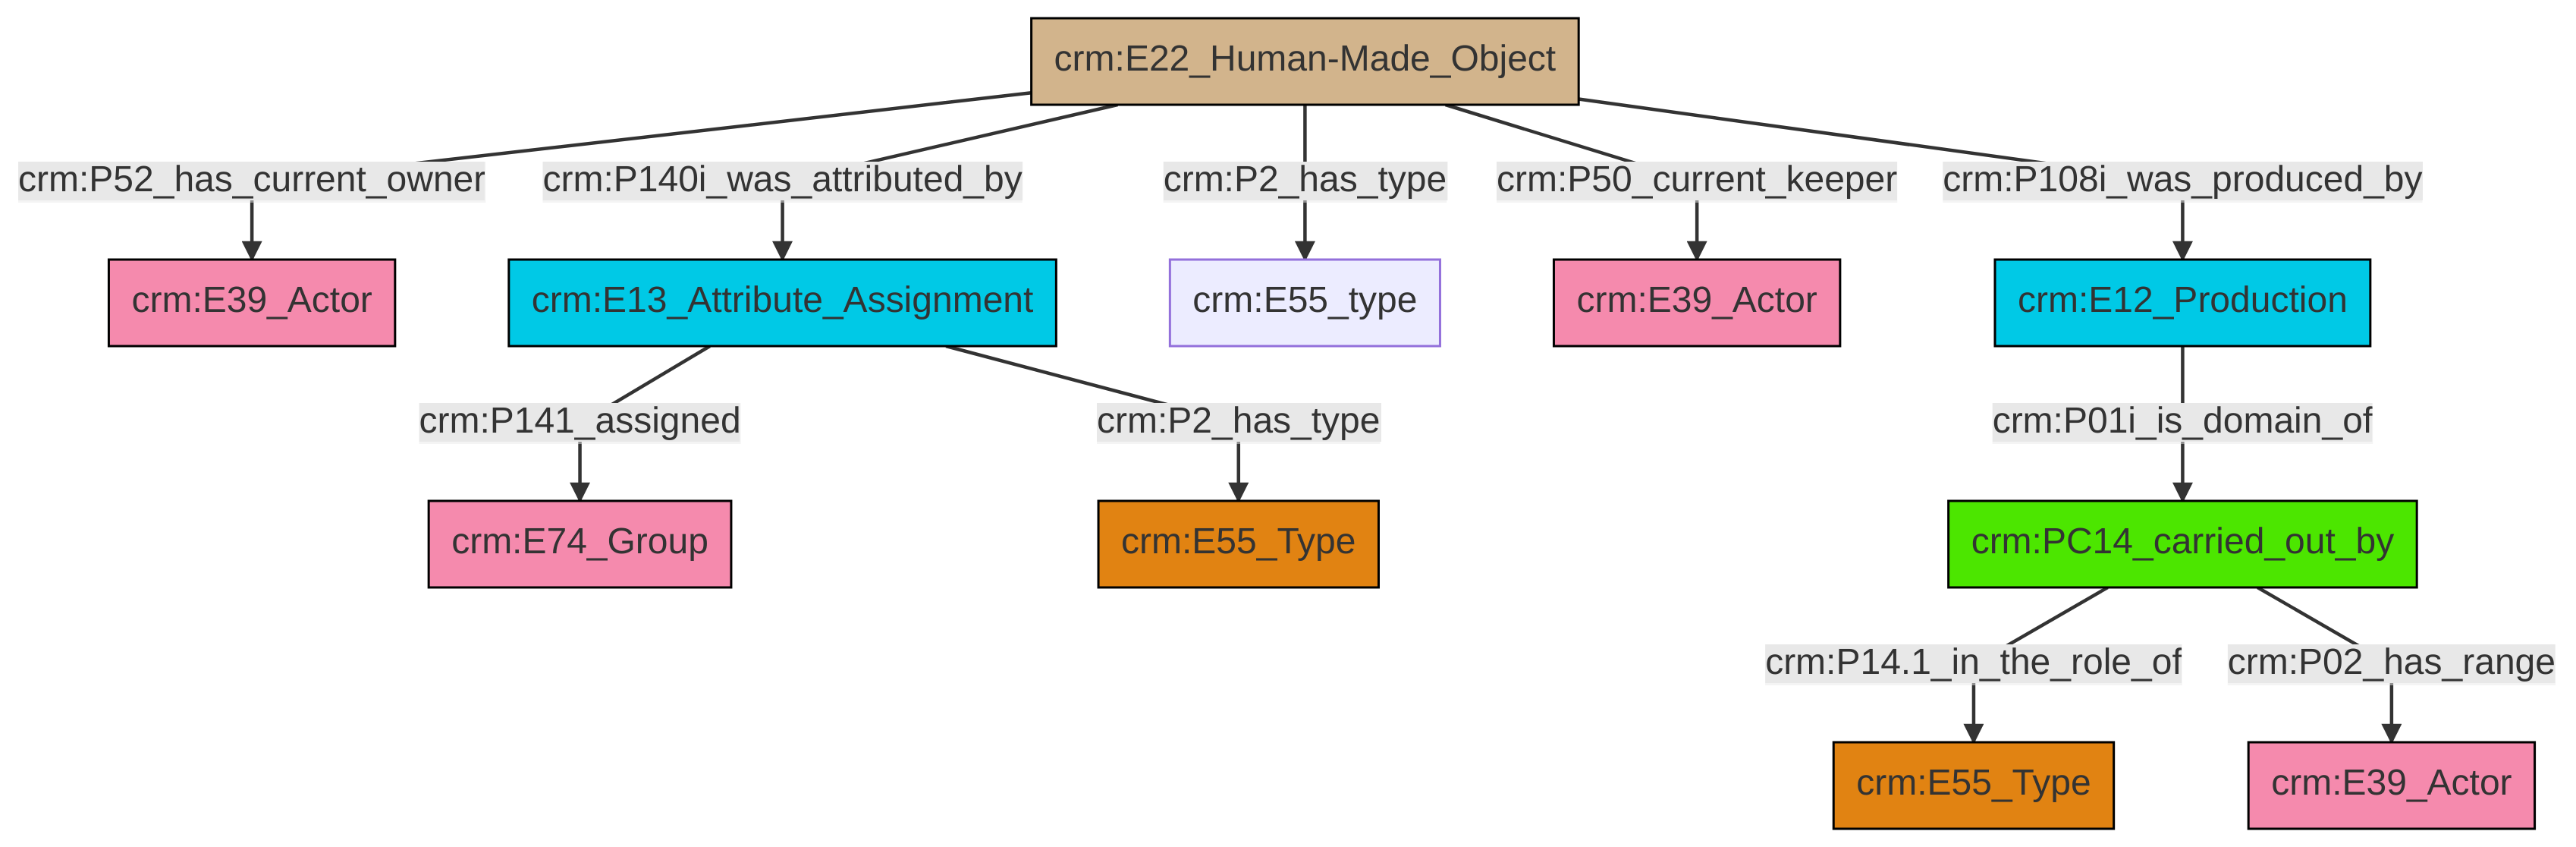 crm:E22_Human-Made_Object
crm:P52_has_current_owner
crm:P140i_was_attributed_by
crm:P2_has_type
crm:P50_current_keeper
crm:P108i_was_produced_by
crm:E39_Actor
crm:E13_Attribute_Assignment
crm:E55_type
crm:E39_Actor
crm:E12_Production
crm:P141_assigned
crm:P2_has_type
crm:P01i_is_domain_of
crm:E74_Group
crm:E55_Type
crm:PC14_carried_out_by
crm:P14.1_in_the_role_of
crm:P02_has_range
crm:E55_Type
crm:E39_Actor